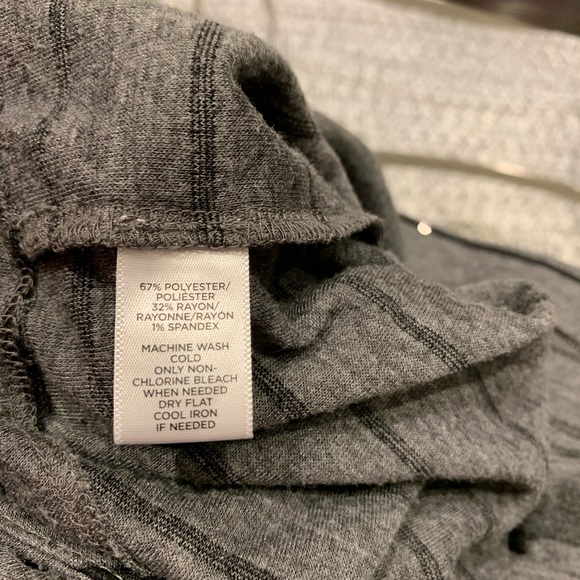 67% POLYESTER/
POLIÉSTER
32% RAYON/
RAYONNE/RAYÓN
1% SPANDEX
MACHINE WASH
COLD
ONLY NON-
CHLORINE BLEACH
WHEN NEEDED
DRY FLAT
COOL IRON
IF NEEDED